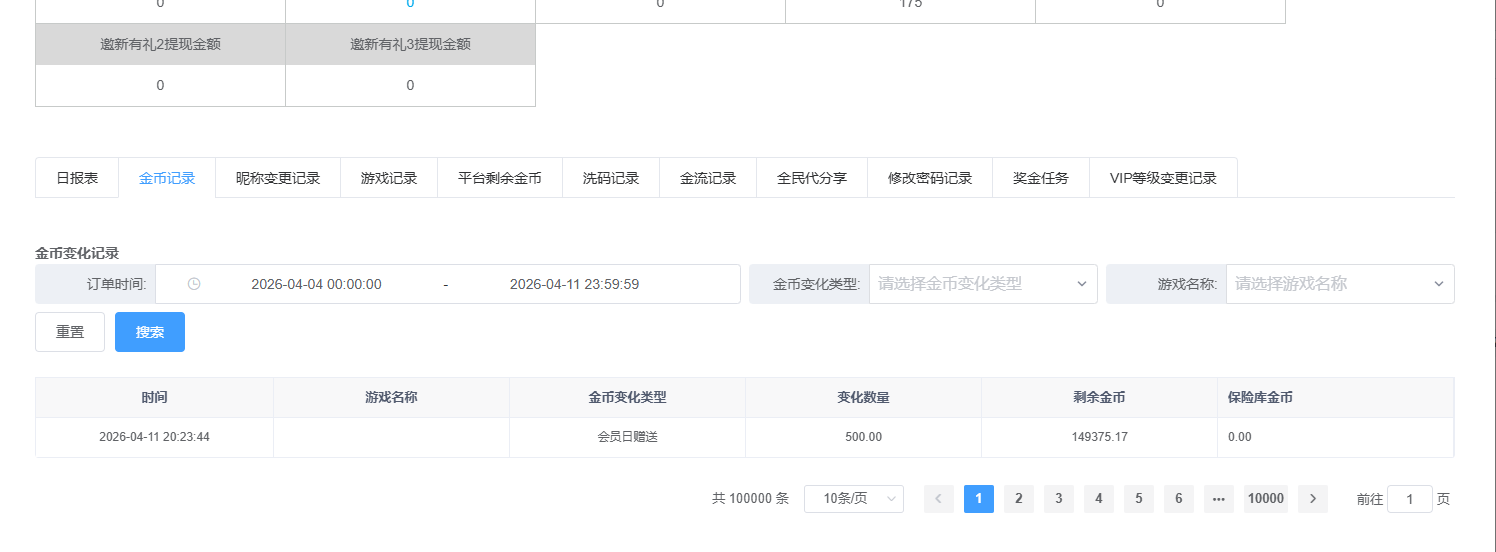 0 0 0 175 0
邀新有礼2提现金额 邀新有礼3提现金额
0 0
日报表 金币记录 昵称变更记录 游戏记录 平台剩余金币 洗码记录 金流记录 全民代分享 修改密码记录 奖金任务 VIP等级变更记录
金币变化记录
订单时间: 2026-04-04 00:00:00 - 2026-04-11 23:59:59 金币变化类型: 请选择金币变化类型 游戏名称: 请选择游戏名称
重置 搜索
时间 游戏名称 金币变化类型 变化数量 剩余金币 保险库金币
2026-04-11 20:23:44 会员日赠送 500.00 149375.17 0.00
共 100000 条 10条/页 1 2 3 4 5 6 ••• 10000 前往 1 页